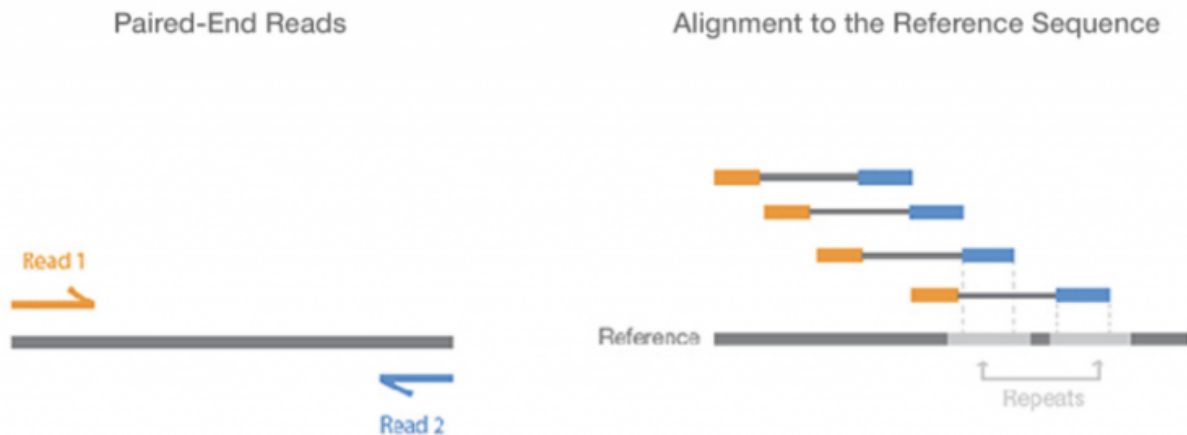 Paired-End Reads
Alignment to the Reference Sequence
Read 1
Read 2
Reference
Repeats